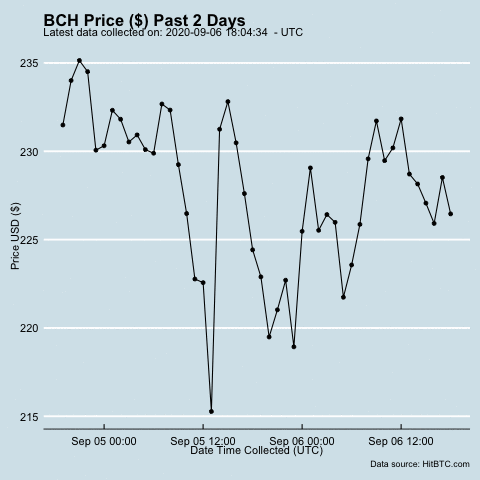 BCH Price ($) Past 2 Days
Latest data collected on: 2020-09-06 18:04:34  - UTC
235
230
225
220
215
Price USD ($)
Sep 05 00:00 Sep 05 12:00 Sep 06 00:00 Sep 06 12:00
Date Time Collected (UTC)
Data source: HitBTC.com